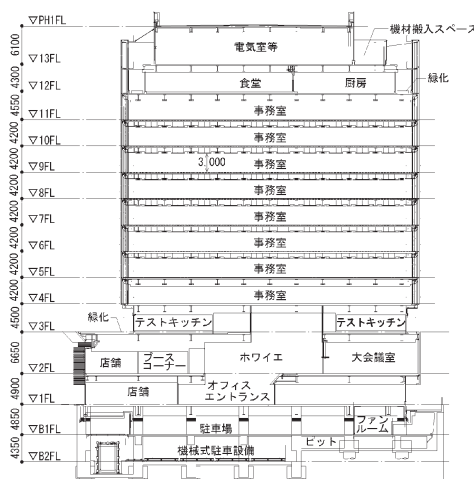 ▽PH1FL
6100
電気室等
機材搬入スペース
▽13FL
4300
食堂
厨房
緑化
▽12FL
4550
事務室
▽11FL
4200
事務室
▽10FL
4200
3,000
事務室
▽9FL
4200
事務室
▽8FL
4200
事務室
▽7FL
4200
事務室
▽6FL
4200
事務室
▽5FL
4200
事務室
▽4FL
4500
緑化
テストキッチン
テストキッチン
▽3FL
6650
店舗
ブース
コーナー
ホワイエ
大会議室
▽2FL
4900
店舗
オフィス
エントランス
▽1FL
4850
駐車場
ファン
ルーム
▽B1FL
4350
機械式駐車設備
ピット
▽B2FL